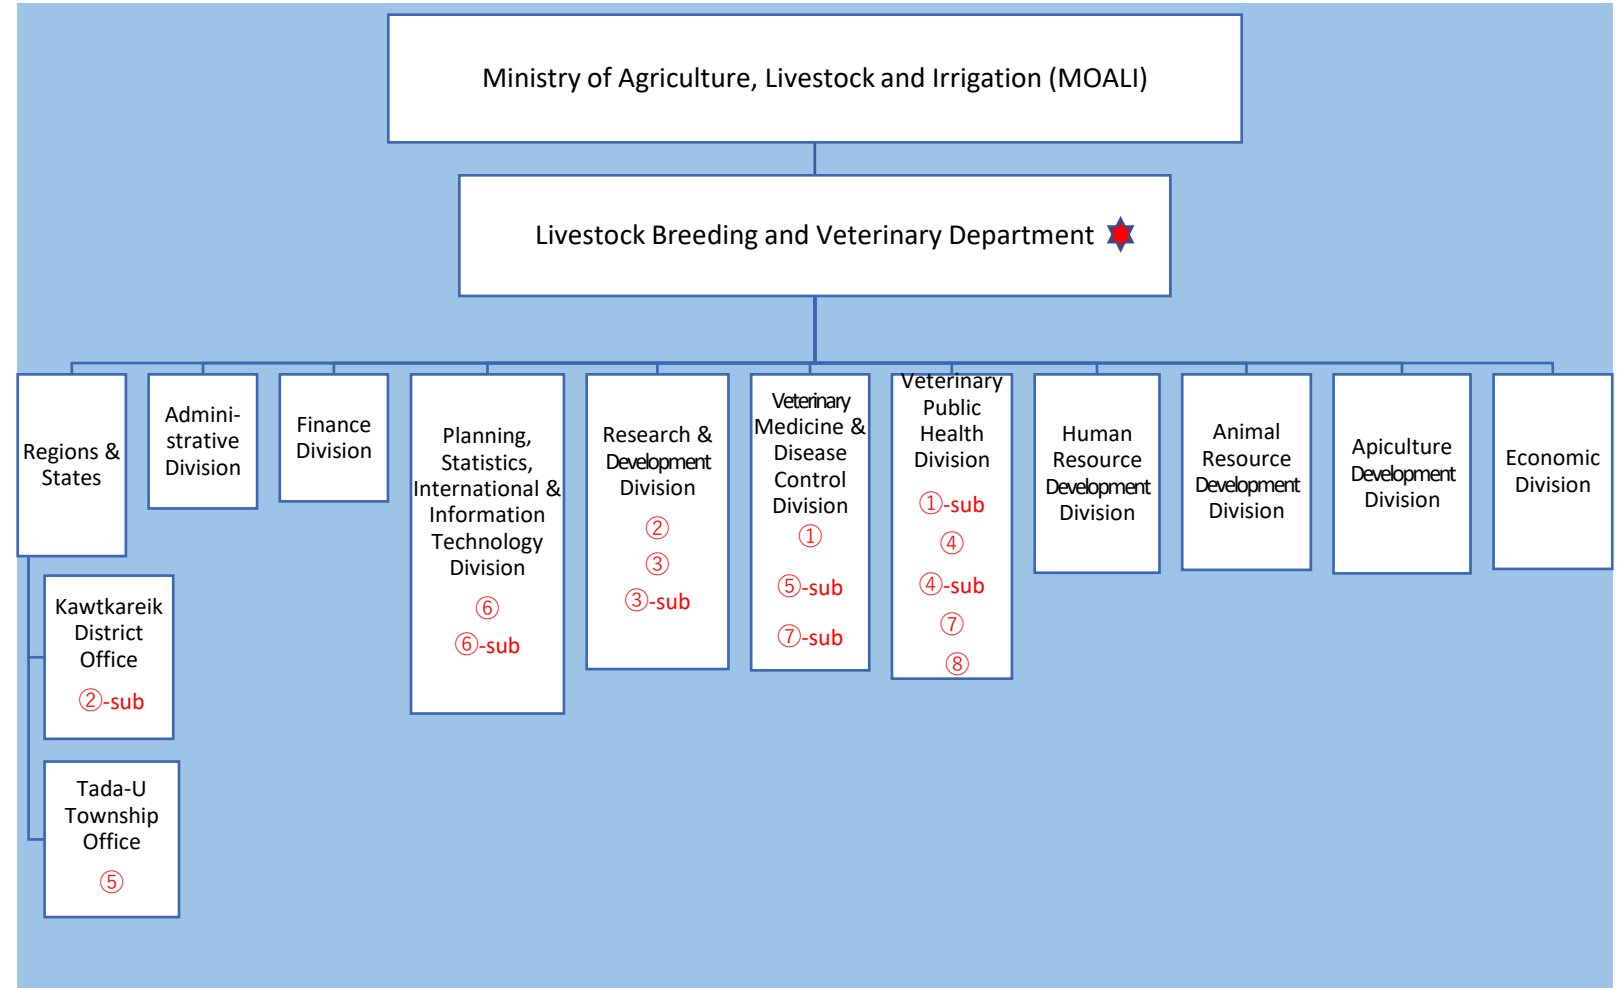 Ministry of Agriculture, Livestock and Irrigation (MOALI)
Livestock Breeding and Veterinary Department
Regions &
States
Admini-
strative
Division
Finance
Division
Planning,
Statistics,
International &
Information
Technology
Division
⑥
⑥-sub
Research &
Development
Division
②
③
③-sub
Veterinary
Medicine &
Disease
Control
Division
①
⑤-sub
⑦-sub
Veterinary
Public
Health
Division
①-sub
④
④-sub
⑦
⑧
Human
Resource
Development
Division
Animal
Resource
Development
Division
Apiculture
Development
Division
Economic
Division
Kawtkareik
District
Office
②-sub
Tada-U
Township
Office
⑤